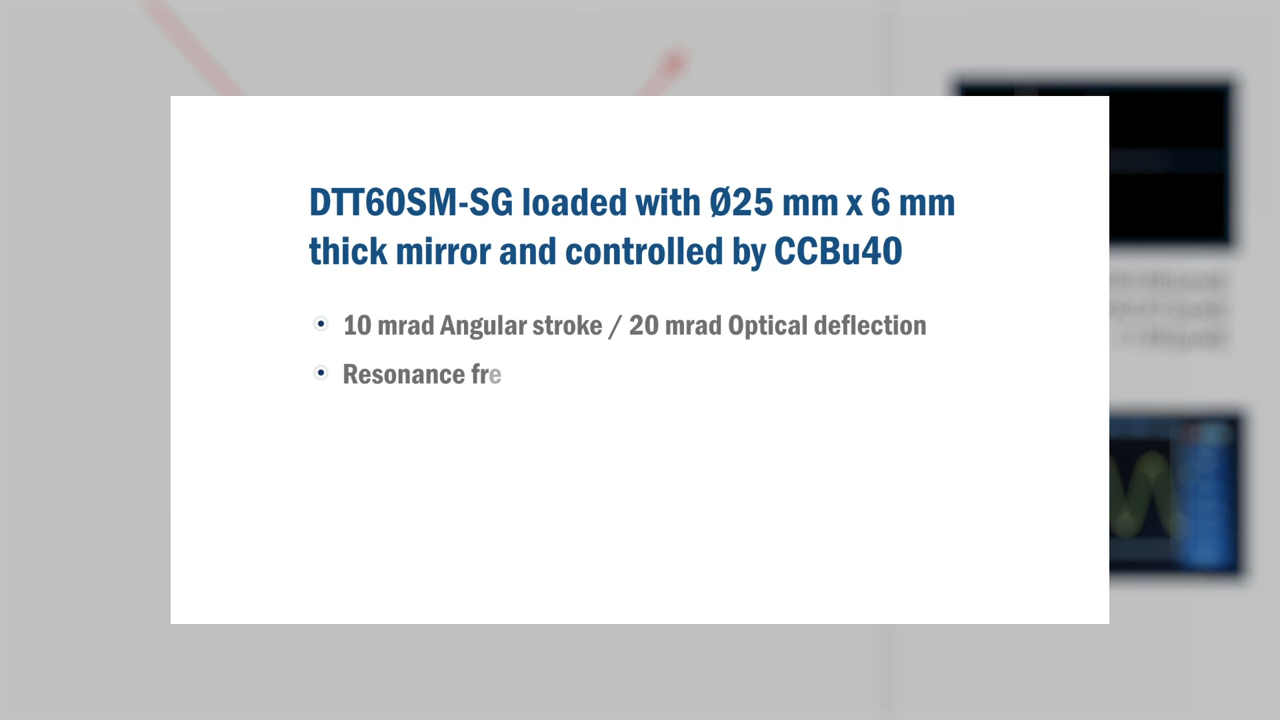 DTT60SM-SG loaded with Ø25 mm x 6 mm
thick mirror and controlled by CCBu40
10 mrad Angular stroke / 20 mrad Optical deflection
Resonance fre